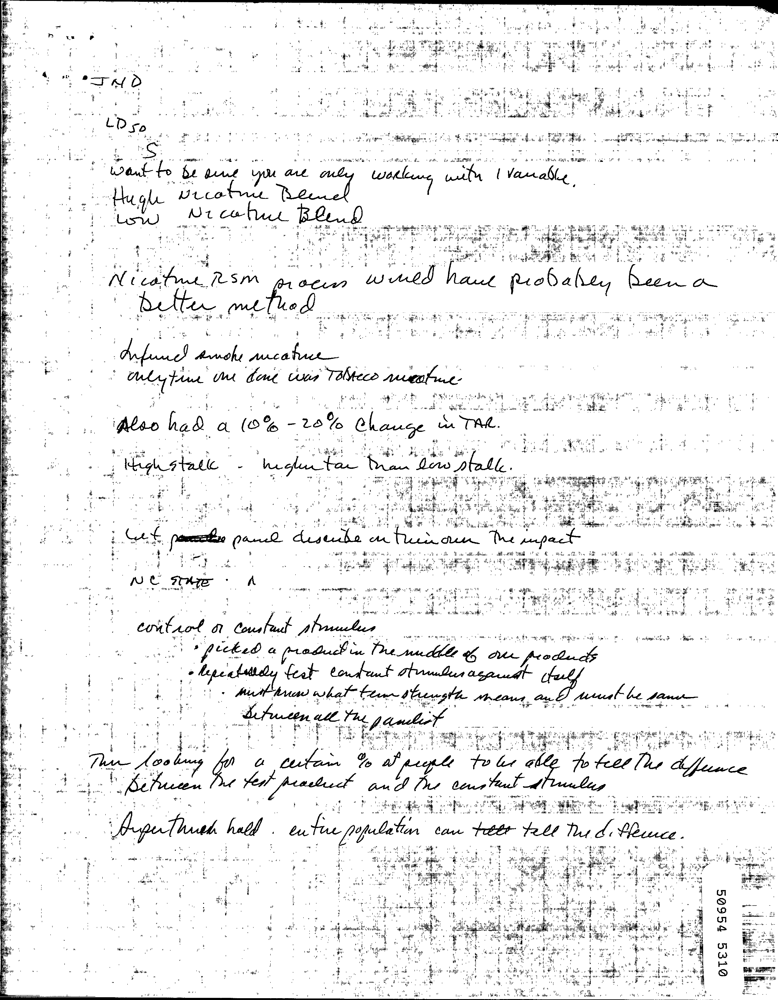 • JND
LD50
S
want to be sure you are only working with 1 variable.
High Nicotine Blend
Low Nicotine Blend
Nicotine RSM process would have probabley been a
better method
smoke nicotine
only time one done was Tobacco nicotine
Also had a 10% - 20% Change in TAR.
High stalk - higher tar than low stalk.
Let panel describe on their own the impact
NC STATE
control or constant stimulus
• picked a product in the middle of our products
• repeatedly test constant stimulus against itself
• must know what term strength means and must be same
between all the panelist
Then looking for a certain % of people to be able to tell the difference
between the test product and the constant stimulus
Super thresh hold. entire population can tell the difference.
50954 5310